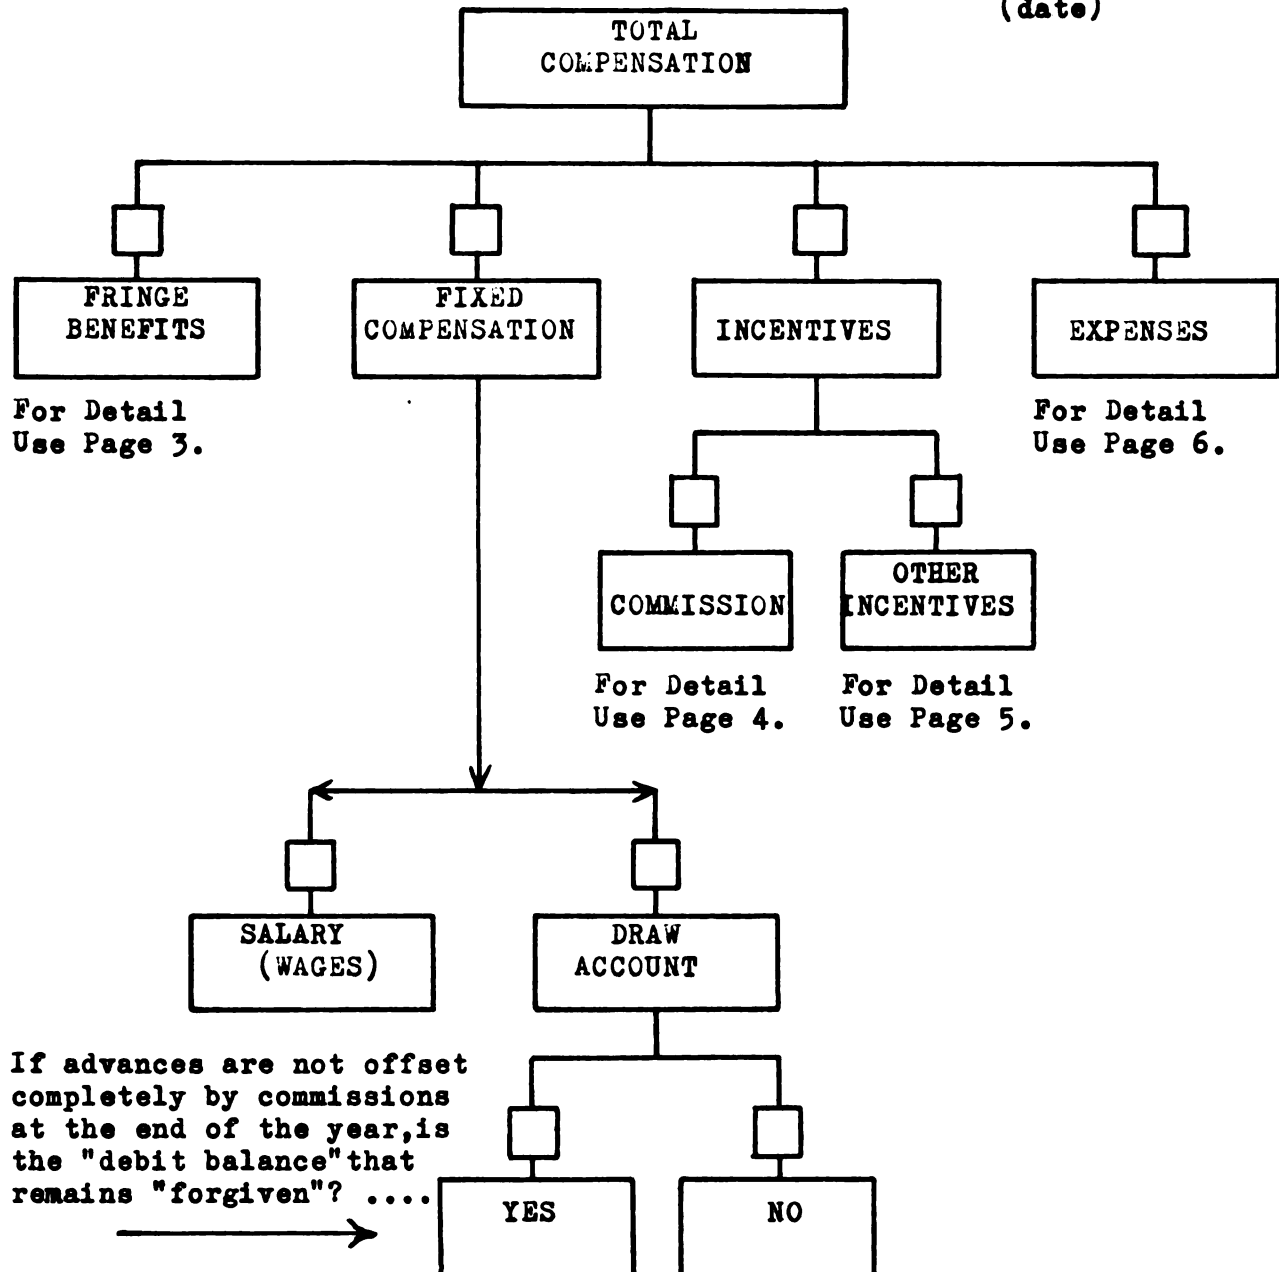 (date)
TOTAL
COMPENSATION
FRINGE
BENEFITS
FIXED
COMPENSATION
INCENTIVES
EXPENSES
For Detail
Use Page 3.
For Detail
Use Page 6.
COMMISSION
OTHER
INCENTIVES
For Detail
Use Page 4.
For Detail
Use Page 5.
SALARY
(WAGES)
DRAW
ACCOUNT
If advances are not offset
completely by commissions
at the end of the year,is
the "debit balance"that
remains "forgiven"? ....
YES
NO